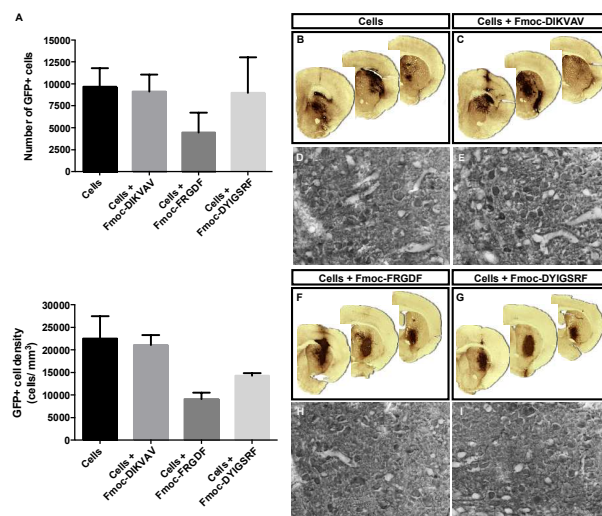 A
Number of GFP+ cells
15000
12500
10000
7500
5000
2500
0
Cells
Cells +
Fmoc-DIKVAV
Cells +
Fmoc-FRGDF
Cells +
Fmoc-DYIGSRF
GFP+ cell density
(cells/ mm³)
30000
25000
20000
15000
10000
5000
0
Cells
Cells +
Fmoc-DIKVAV
Cells +
Fmoc-FRGDF
Cells +
Fmoc-DYIGSRF
Cells
Cells + Fmoc-DIKVAV
B
C
D
E
Cells + Fmoc-FRGDF
Cells + Fmoc-DYIGSRF
F
G
H
I